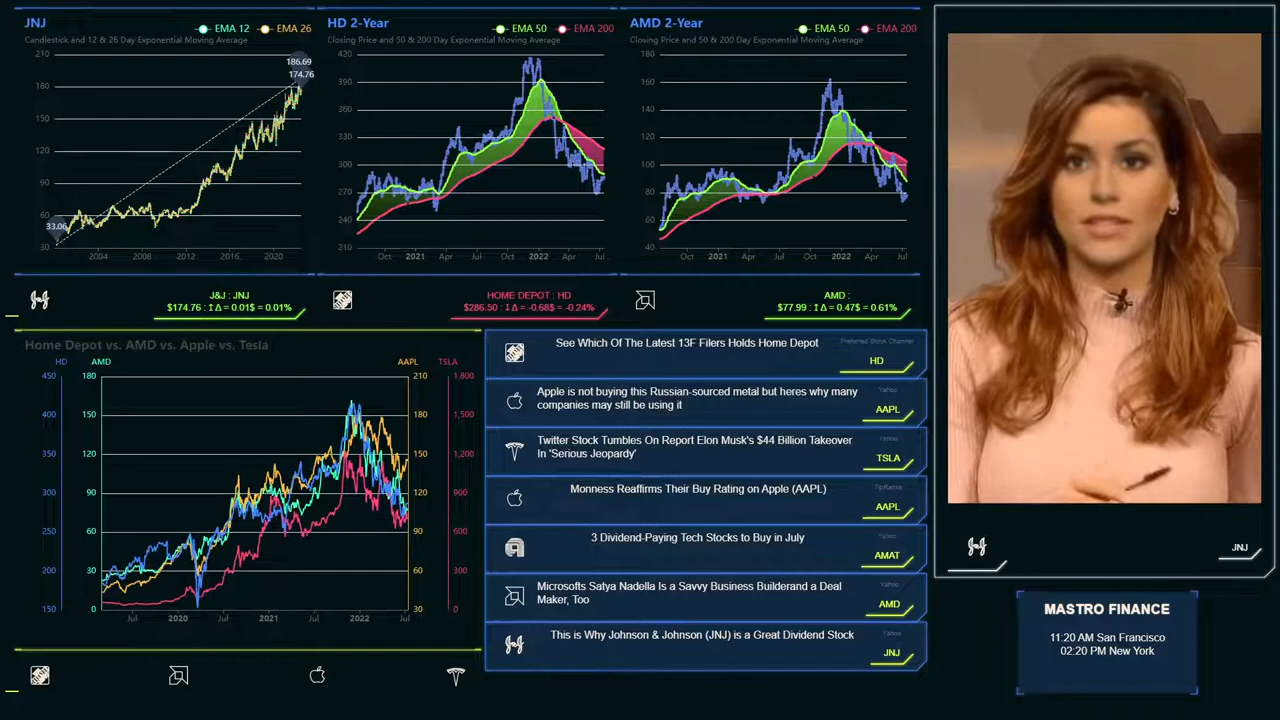 JNJ
EMA 12
EMA 26
Candlestick and 12 & 26 Day Exponential Moving Average
210
180
150
120
90
60
30
186.69
174.76
33.06
2004
2008
2012
2016
2020
HD 2-Year
EMA 50
EMA 200
Closing Price and 50 & 200 Day Exponential Moving Average
420
390
360
330
300
270
240
210
Oct
2021
Apr
Jul
Oct
2022
Apr
Jul
AMD 2-Year
EMA 50
EMA 200
Closing Price and 50 & 200 Day Exponential Moving Average
180
160
140
120
100
80
60
40
Oct
2021
Apr
Jul
Oct
2022
Apr
Jul
J&J : JNJ
$174.76 : 1 Δ = 0.01$ = 0.01%
HOME DEPOT : HD
$286.50 : 1 Δ = -0.68$ = -0.24%
AMD :
$77.99 : 1 Δ = 0.47$ = 0.61%
Home Depot vs. AMD vs. Apple vs. Tesla
HD
AMD
AAPL
TSLA
450
400
350
300
250
200
150
180
150
120
90
60
30
0
210
180
150
120
90
60
30
1,800
1,500
1,200
900
600
300
0
Jul
2020
Jul
2021
Jul
2022
Jul
See Which Of The Latest 13F Filers Holds Home Depot
Preferred Stock Channel
HD
Apple is not buying this Russian-sourced metal but heres why many
companies may still be using it
Yahoo
AAPL
Twitter Stock Tumbles On Report Elon Musk's $44 Billion Takeover
In 'Serious Jeopardy'
Yahoo
TSLA
Monness Reaffirms Their Buy Rating on Apple (AAPL)
TipRanks
AAPL
3 Dividend-Paying Tech Stocks to Buy in July
Yahoo
AMAT
Microsofts Satya Nadella Is a Savvy Business Builderand a Deal
Maker, Too
Yahoo
AMD
This is Why Johnson & Johnson (JNJ) is a Great Dividend Stock
Yahoo
JNJ
JNJ
MASTRO FINANCE
11:20 AM San Francisco
02:20 PM New York